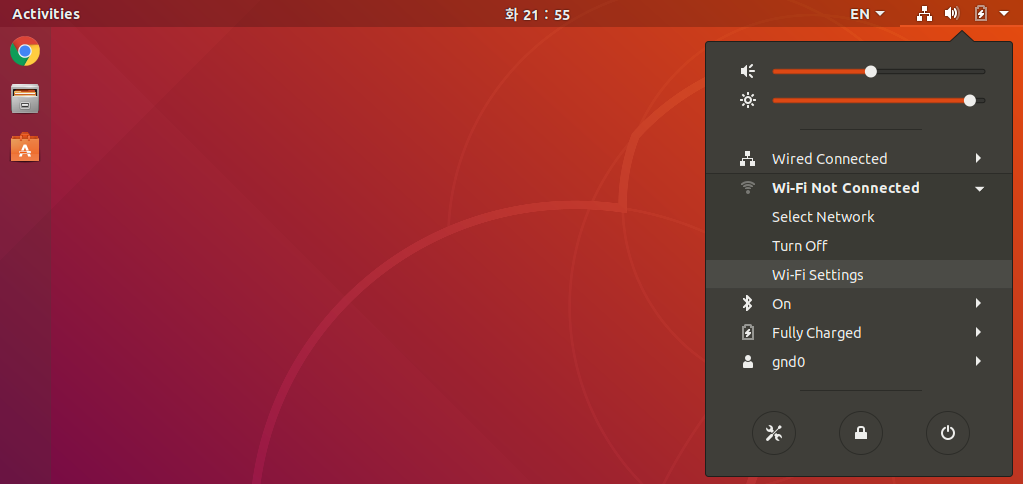 Activities
화 21 : 55
EN
Wired Connected
Wi-Fi Not Connected
Select Network
Turn Off
Wi-Fi Settings
On
Fully Charged
gnd0